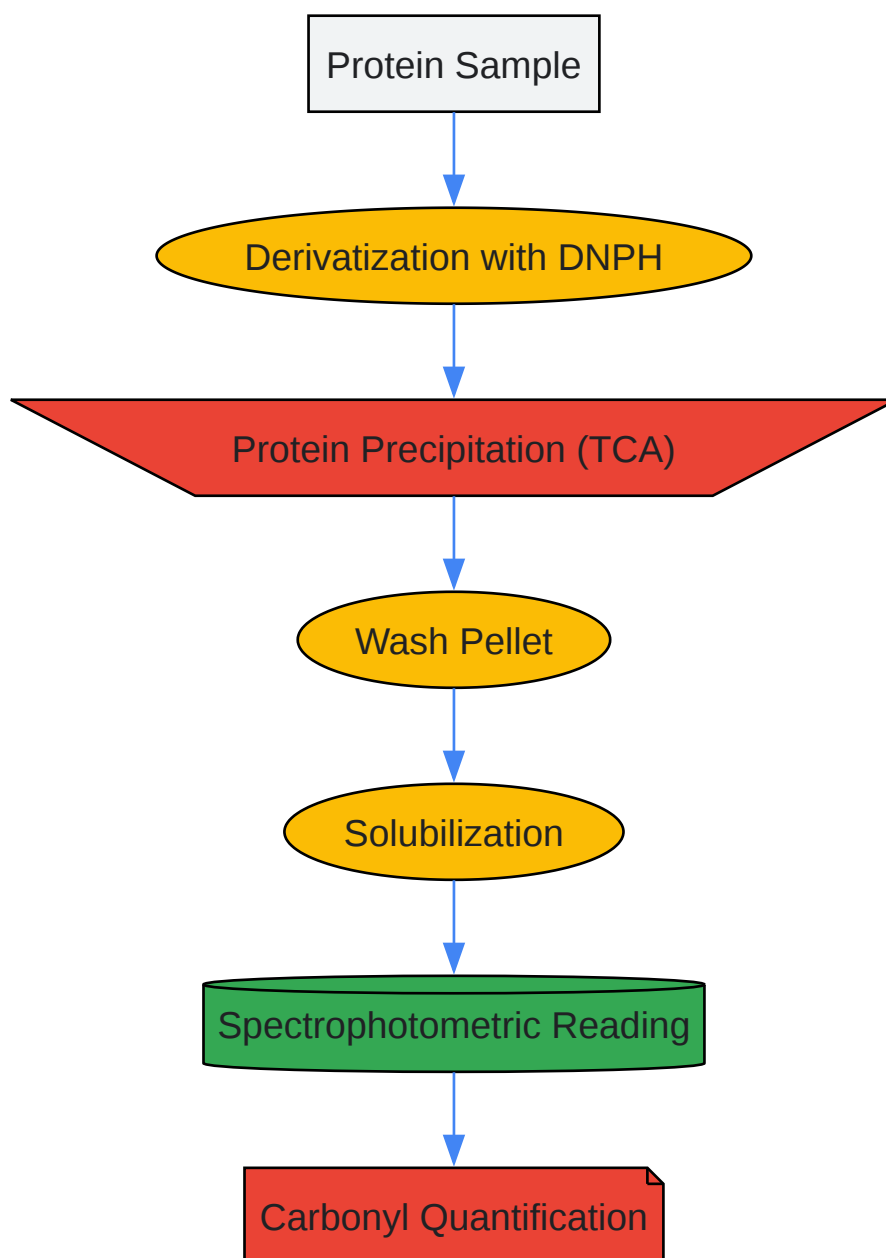 Protein Sample
Derivatization with DNPH
Protein Precipitation (TCA)
Wash Pellet
Solubilization
Spectrophotometric Reading
Carbonyl Quantification